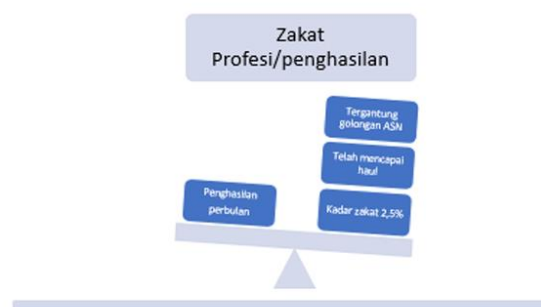 Zakat
Profesi/penghasilan
Tergantung
golongan ASN
Telah mencapai
haul
Penghasilan
perbulan
Kadar zakat 2,5%